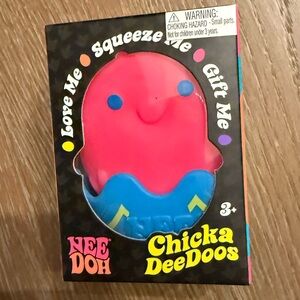 WARNING:
CHOKING HAZARD - Small parts.
Not for children under 3 years.
Love Me • Squeeze Me • Gift Me
NEE
3+
NEE
DOH
Chicka
DeeDoos